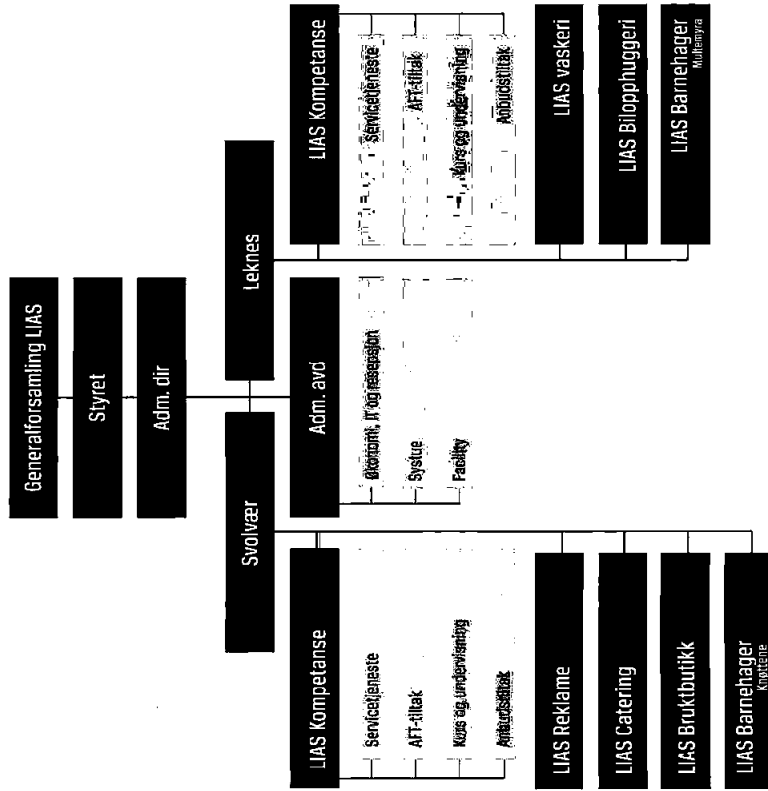 Generalforsamling LIAS
Styret
Adm. dir
Svolvær
Leknes
LIAS Kompetanse
Servicetjeneste
AFT-tiltak
Kurs og undervisning
Anbudstiltak
LIAS Reklame
LIAS Catering
LIAS Bruktbutikk
LIAS Barnehager
Knøttene
Adm. avd
Økonomi, IT og resepsjon
Systue
Facility
LIAS Kompetanse
Servicetjeneste
AFT-tiltak
Kurs og undervisning
Anbudstiltak
LIAS vaskeri
LIAS Bilopphuggeri
LIAS Barnehager
Multemyra